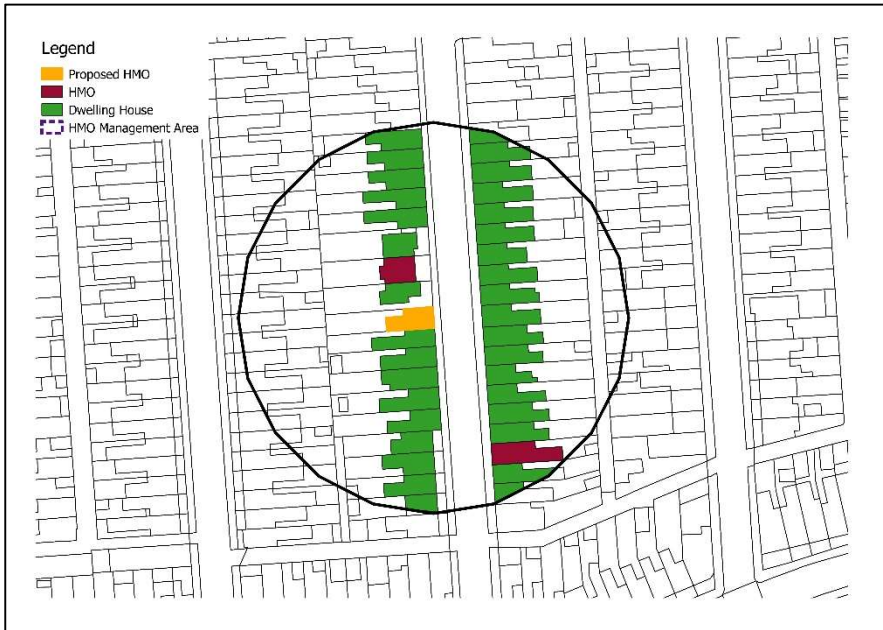 Legend
Proposed HMO
HMO
Dwelling House
HMO Management Area